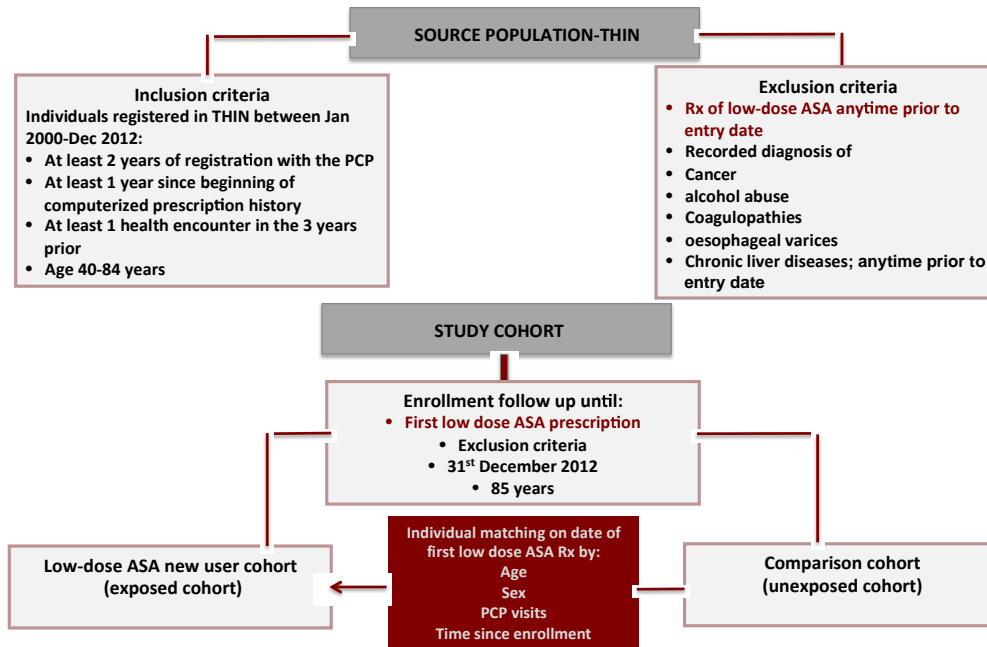 SOURCE POPULATION-THIN
Inclusion criteria
Individuals registered in THIN between Jan
2000-Dec 2012:
• At least 2 years of registration with the PCP
• At least 1 year since beginning of
computerized prescription history
• At least 1 health encounter in the 3 years
prior
• Age 40-84 years
Exclusion criteria
• Rx of low-dose ASA anytime prior to
entry date
• Recorded diagnosis of
• Cancer
• alcohol abuse
• Coagulopathies
• oesophageal varices
• Chronic liver diseases; anytime prior to
entry date
STUDY COHORT
Enrollment follow up until:
• First low dose ASA prescription
• Exclusion criteria
• 31st December 2012
• 85 years
Low-dose ASA new user cohort
(exposed cohort)
Individual matching on date of
first low dose ASA Rx by:
Age
Sex
PCP visits
Time since enrollment
Comparison cohort
(unexposed cohort)